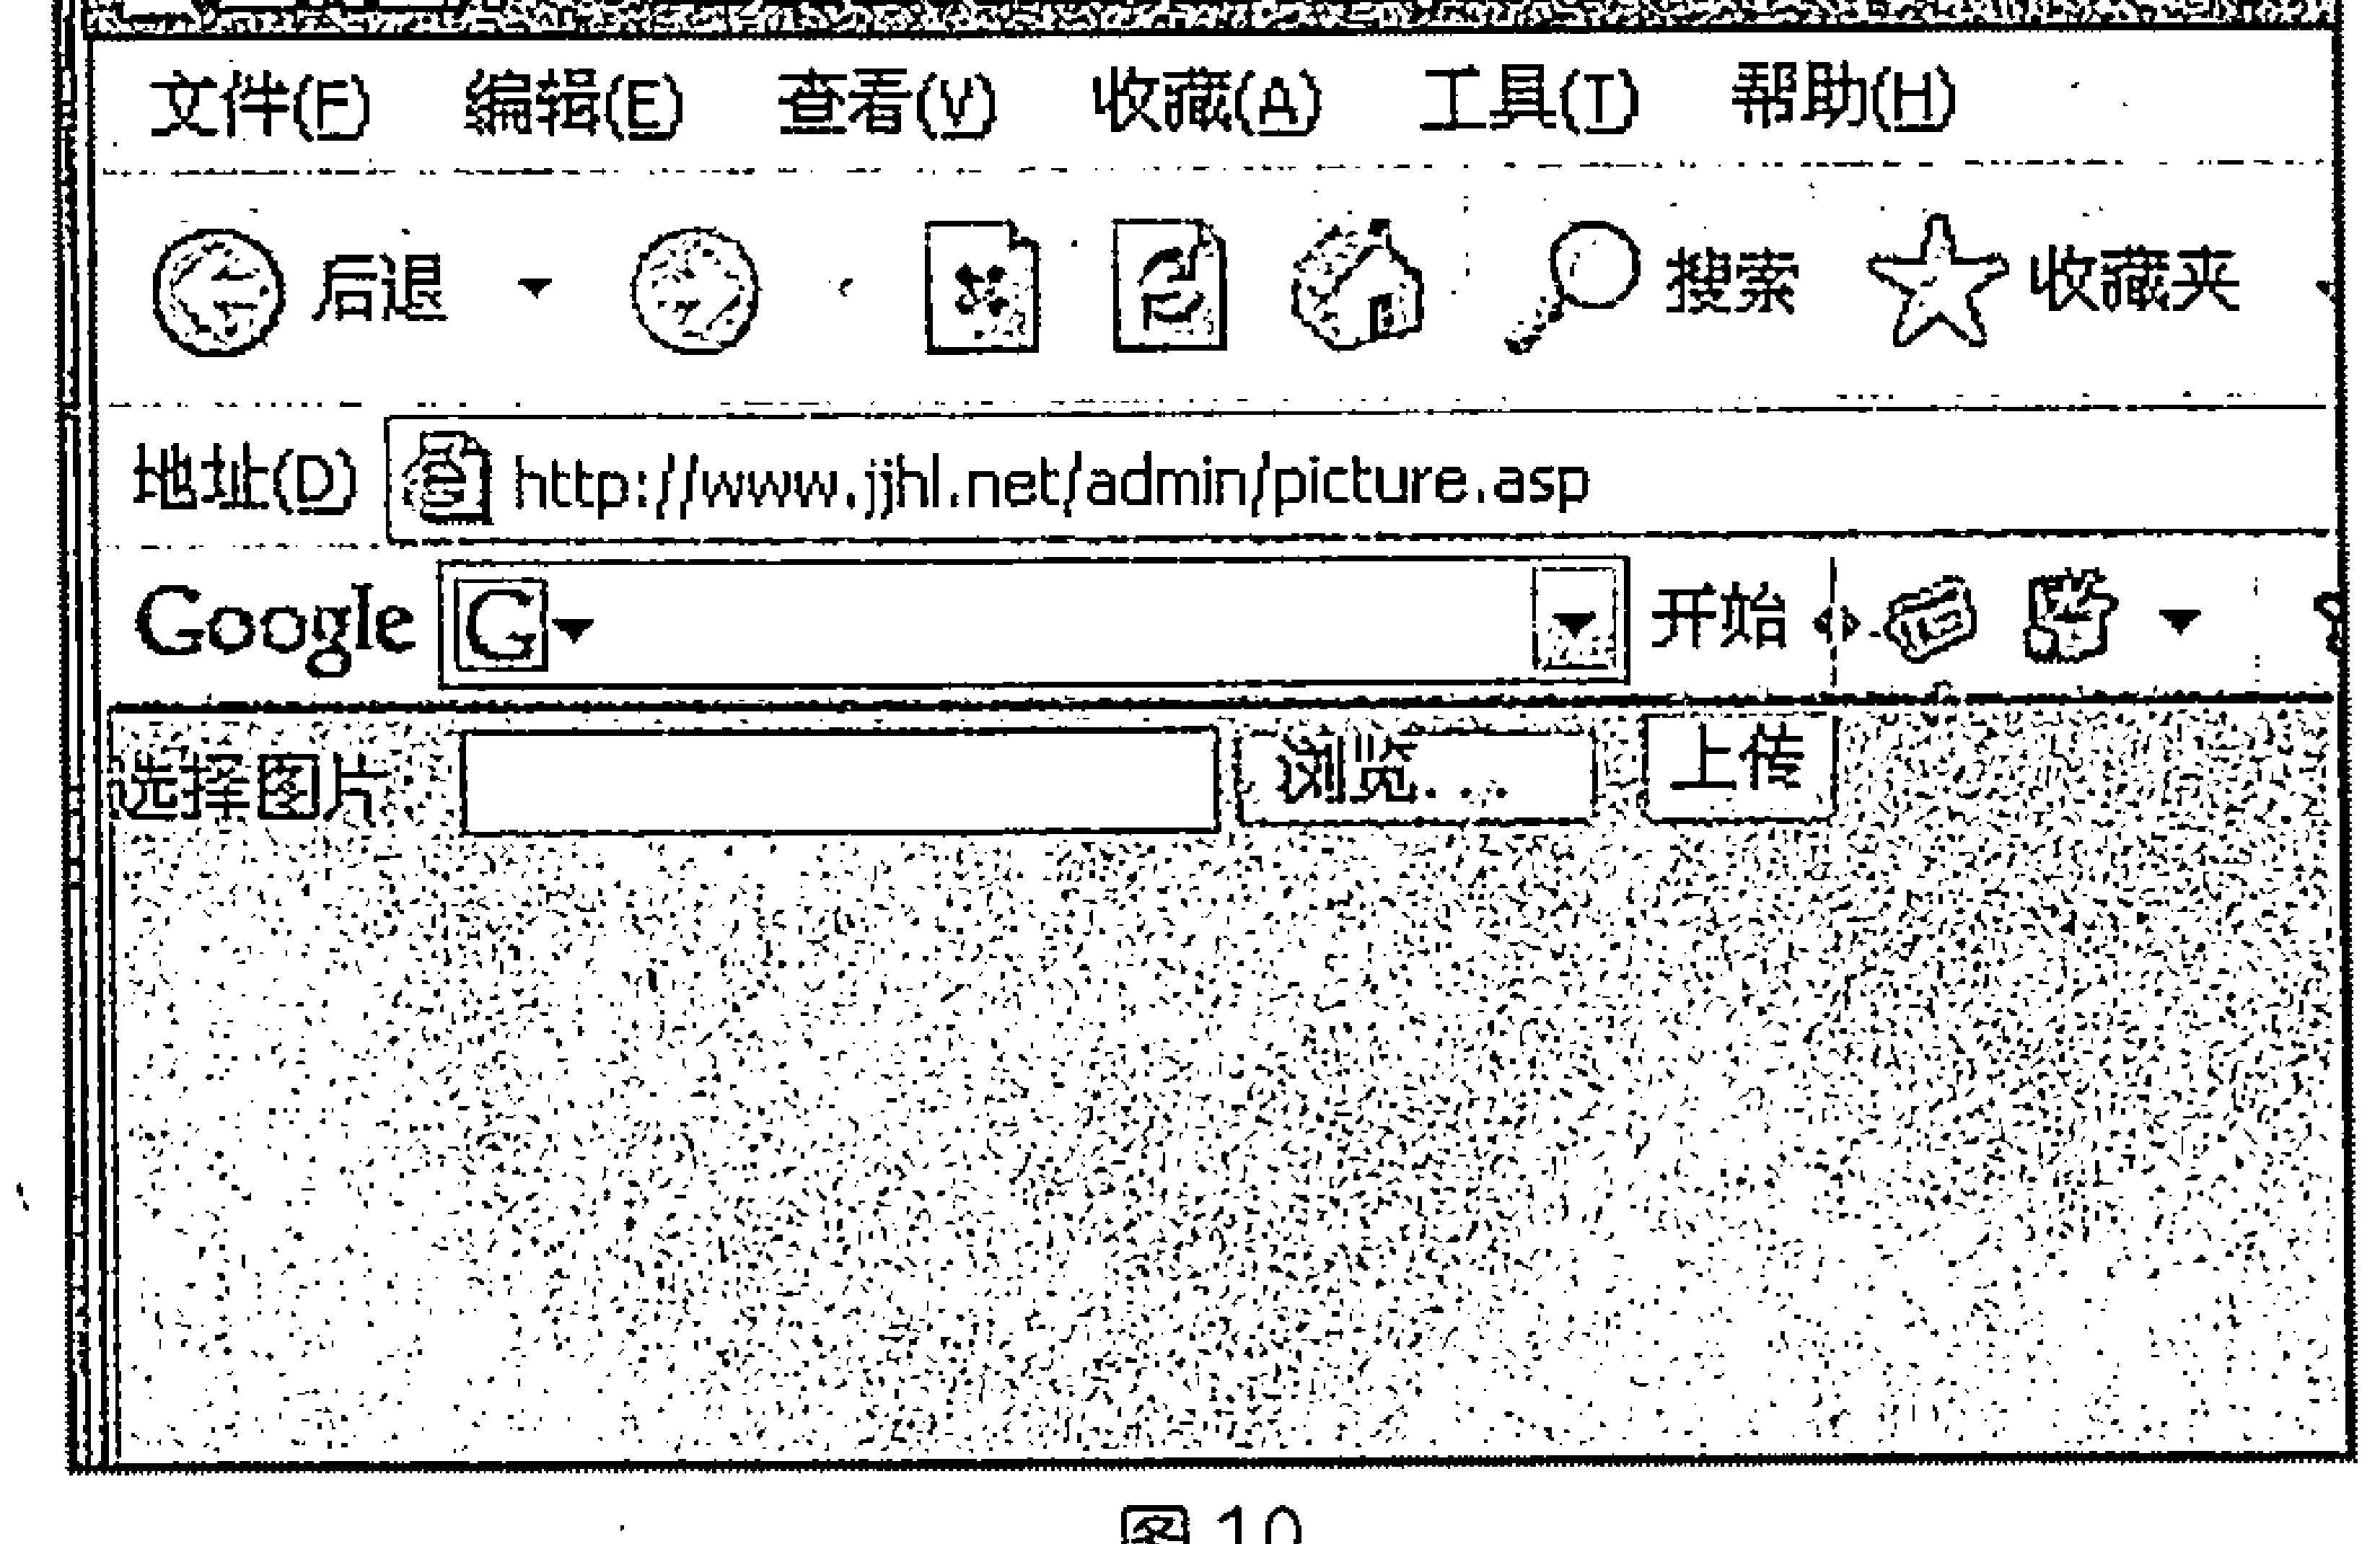 文件(F) 编辑(E) 查看(V) 收藏(A) 工具(T) 帮助(H)
后退 搜索 收藏夹
地址(D) http://www.jjhl.net/admin/picture.asp
Google G 开始
选择图片 浏览... 上传
图 10